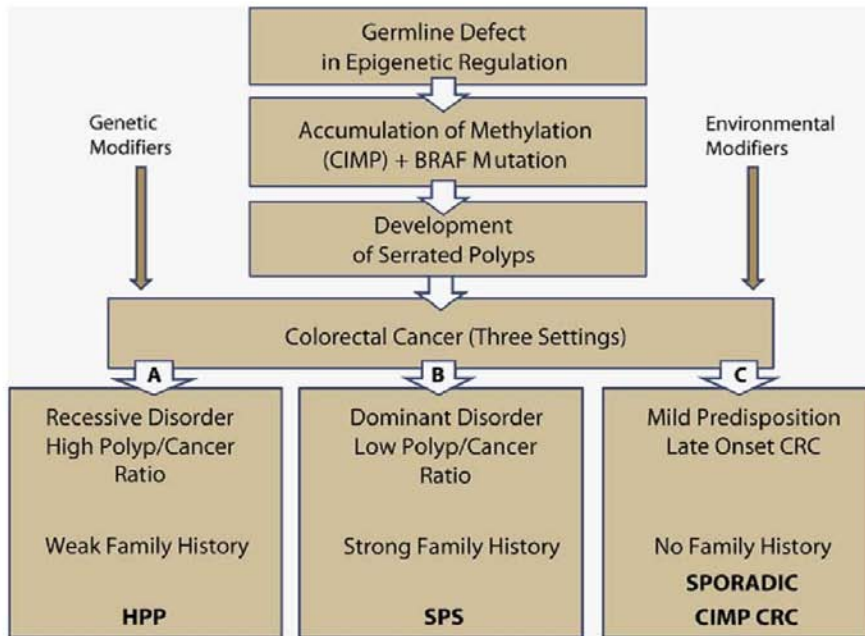 Germline Defect
in Epigenetic Regulation
Genetic
Modifiers
Accumulation of Methylation
(CIMP) + BRAF Mutation
Environmental
Modifiers
Development
of Serrated Polyps
Colorectal Cancer (Three Settings)
A
Recessive Disorder
High Polyp/Cancer
Ratio
Weak Family History
HPP
B
Dominant Disorder
Low Polyp/Cancer
Ratio
Strong Family History
SPS
C
Mild Predisposition
Late Onset CRC
No Family History
SPORADIC
CIMP CRC